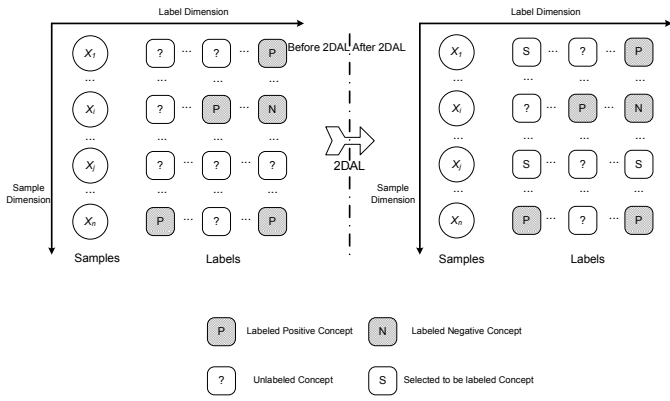 Label Dimension
X1 ? ... ? ... P
... ... ... ...
Xi ? ... P ... N
... ... ... ...
Xj ? ... ? ... ?
... ... ... ...
Xn P ... ? ... P
Sample
Dimension
Samples Labels
Before 2DAL After 2DAL
2DAL
Label Dimension
X1 S ... ? ... P
... ... ... ...
Xi ? ... P ... N
... ... ... ...
Xj S ... ? ... S
... ... ... ...
Xn P ... ? ... P
Sample
Dimension
Samples Labels
P Labeled Positive Concept
N Labeled Negative Concept
? Unlabeled Concept
S Selected to be labeled Concept